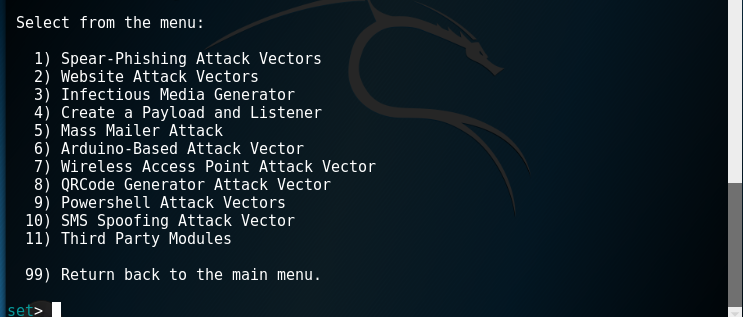 Select from the menu:
1) Spear-Phishing Attack Vectors
2) Website Attack Vectors
3) Infectious Media Generator
4) Create a Payload and Listener
5) Mass Mailer Attack
6) Arduino-Based Attack Vector
7) Wireless Access Point Attack Vector
8) QRCode Generator Attack Vector
9) Powershell Attack Vectors
10) SMS Spoofing Attack Vector
11) Third Party Modules
99) Return back to the main menu.
set>